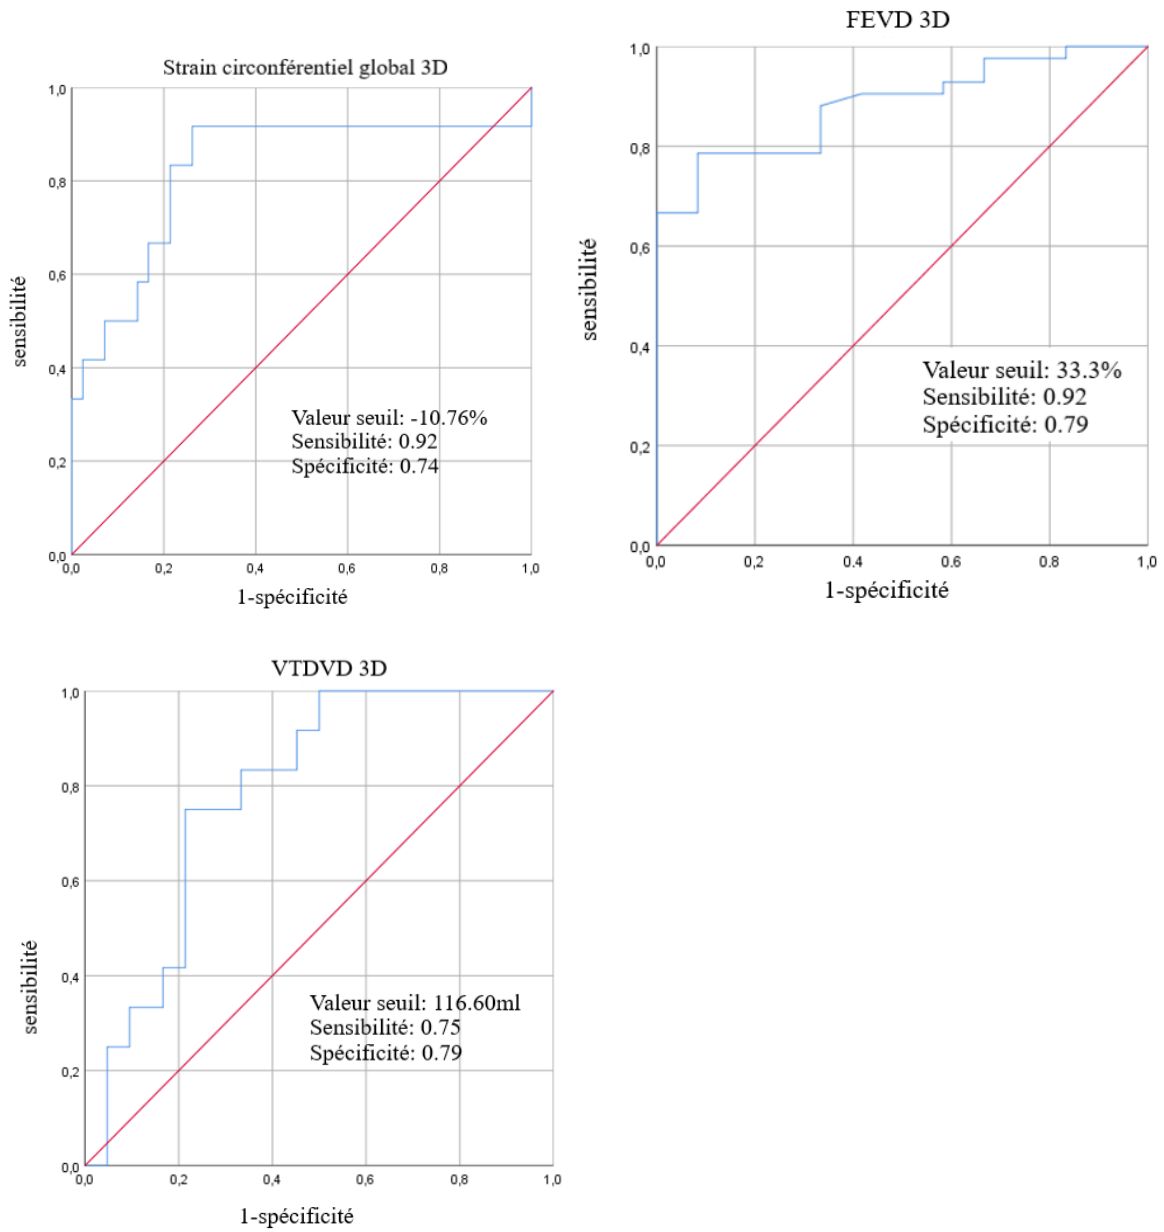 Strain circonférentiel global 3D
1,0
0,8
0,6
0,4
0,2
0,0
sensibilité
0,0 0,2 0,4 0,6 0,8 1,0
1-spécificité
Valeur seuil: -10.76%
Sensibilité: 0.92
Spécificité: 0.74
FEVD 3D
1,0
0,8
0,6
0,4
0,2
0,0
sensibilité
0,0 0,2 0,4 0,6 0,8 1,0
1-spécificité
Valeur seuil: 33.3%
Sensibilité: 0.92
Spécificité: 0.79
VTDVD 3D
1,0
0,8
0,6
0,4
0,2
0,0
sensibilité
0,0 0,2 0,4 0,6 0,8 1,0
1-spécificité
Valeur seuil: 116.60ml
Sensibilité: 0.75
Spécificité: 0.79